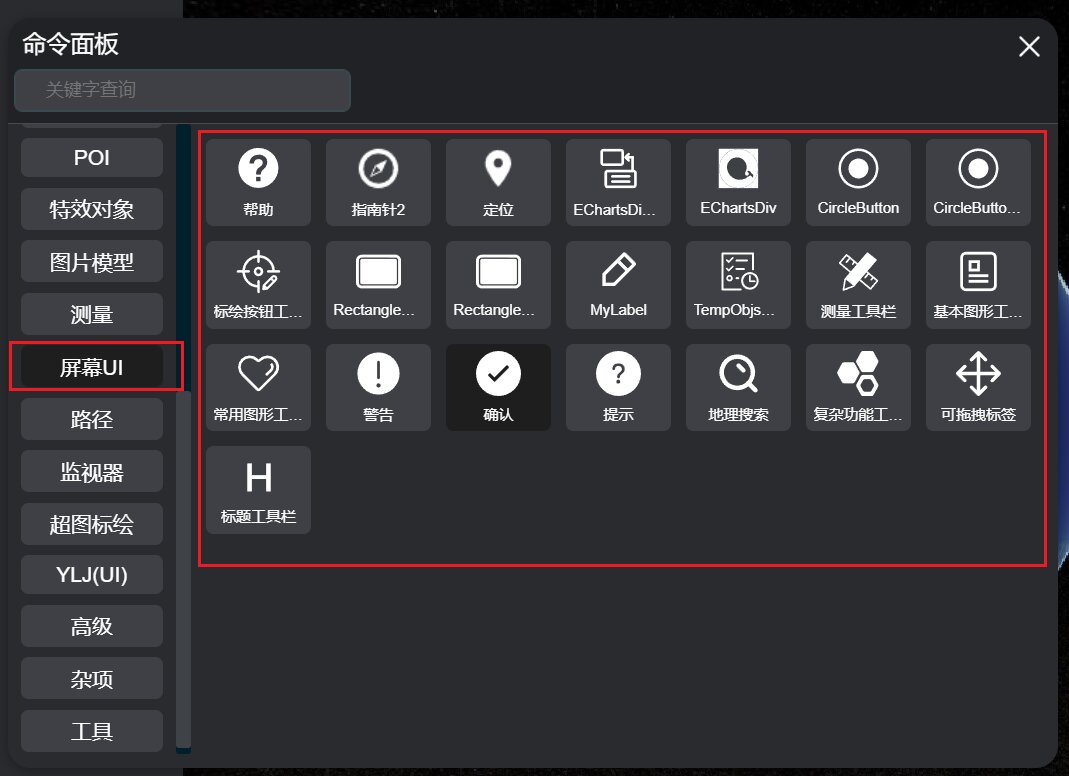 命令面板
关键字查询
POI
特效对象
图片模型
测量
屏幕UI
路径
监视器
超图标绘
YLJ(UI)
高级
杂项
工具
帮助
指南针2
定位
EChartsDi...
EChartsDiv
CircleButton
CircleButto...
标绘按钮工...
Rectangle...
Rectangle...
MyLabel
TempObjs...
测量工具栏
基本图形工...
常用图形工...
警告
确认
提示
地理搜索
复杂功能工...
可拖拽标签
H
标题工具栏